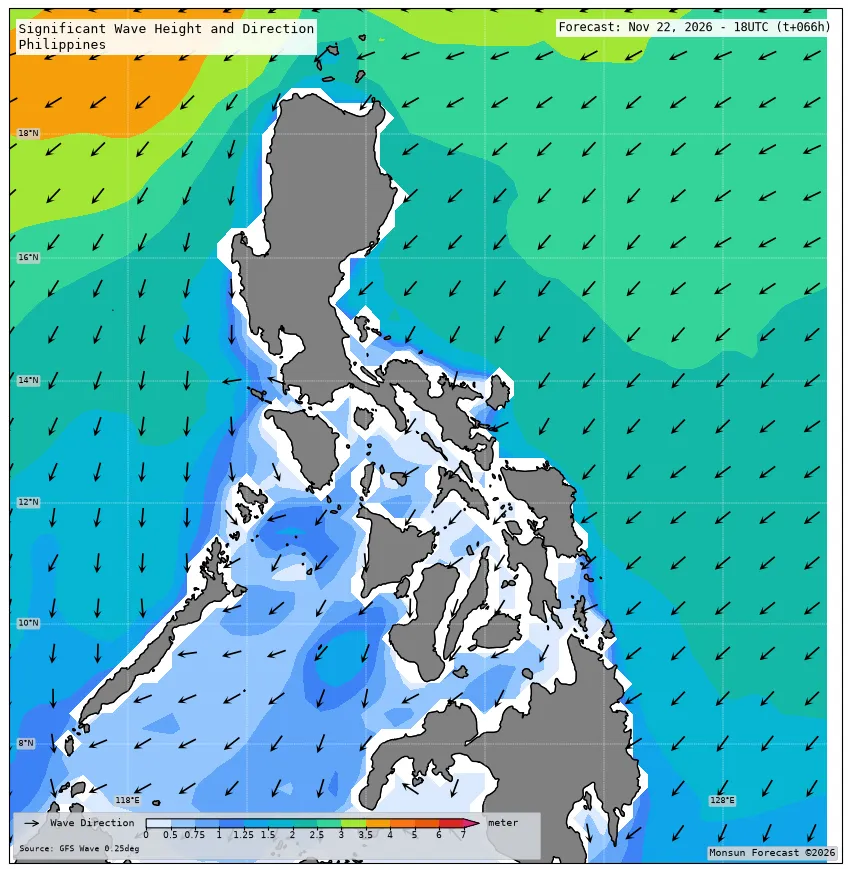 Significant Wave Height and Direction
Philippines
Forecast: Nov 22, 2026 - 18UTC (t+066h)
18°N
16°N
14°N
12°N
10°N
8°N
118°E
128°E
Wave Direction
0 0.5 0.75 1 1.25 1.5 2 2.5 3 3.5 4 5 6 7
meter
Source: GFS Wave 0.25deg
Monsun Forecast ©2026